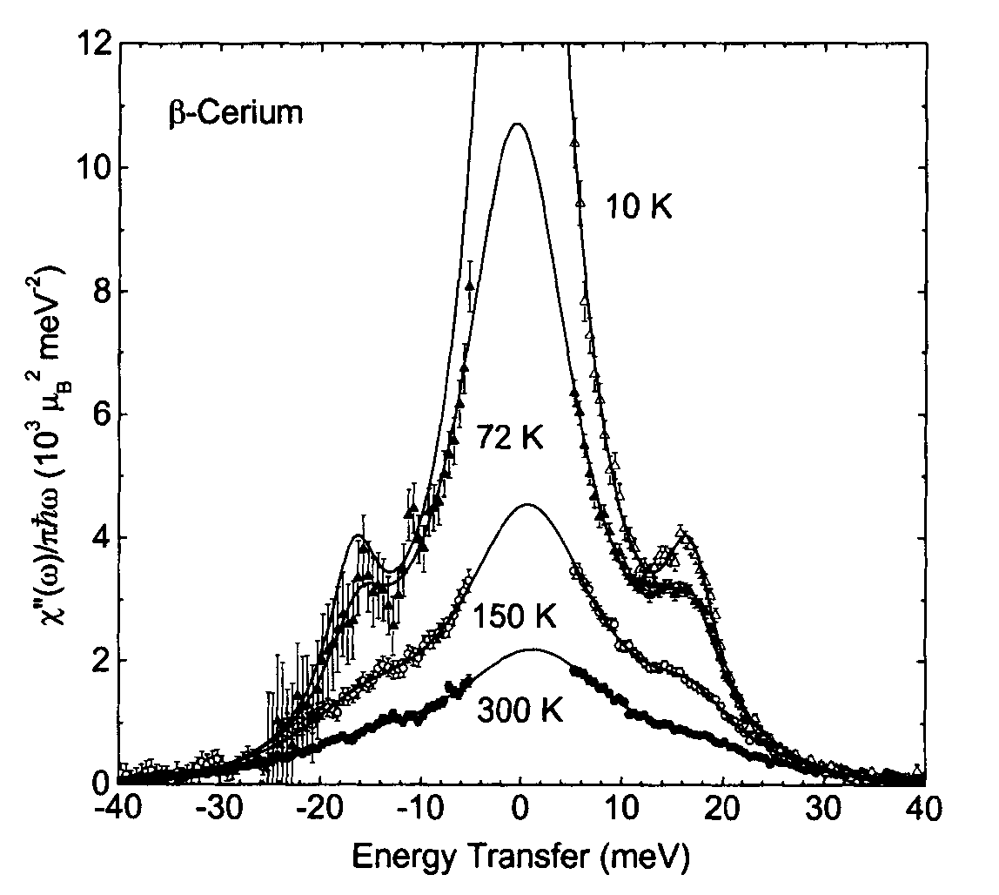 12
β-Cerium
10
10 K
8
6
72 K
4
150 K
2
300 K
0
-40 -30 -20 -10 0 10 20 30 40
Energy Transfer (meV)
χ"(ω)/πħω (10³ μ_B² meV⁻²)